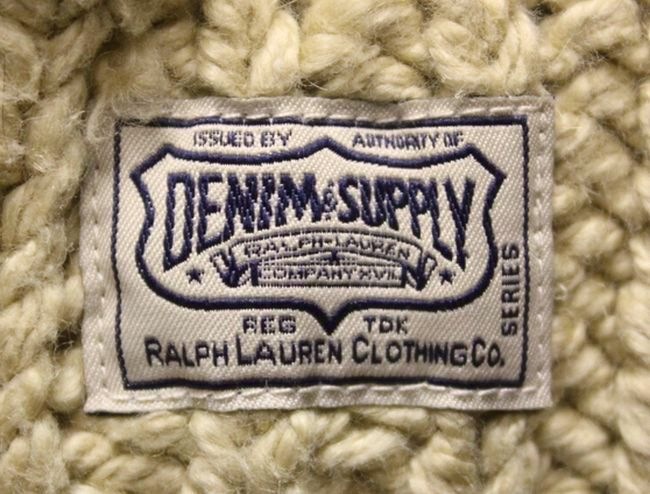 ISSUED BY AUTHORITY OF
DENIM & SUPPLY
RALPH-LAUREN
COMPANY XVII
SERIES
REG TDK
RALPH LAUREN CLOTHING CO.